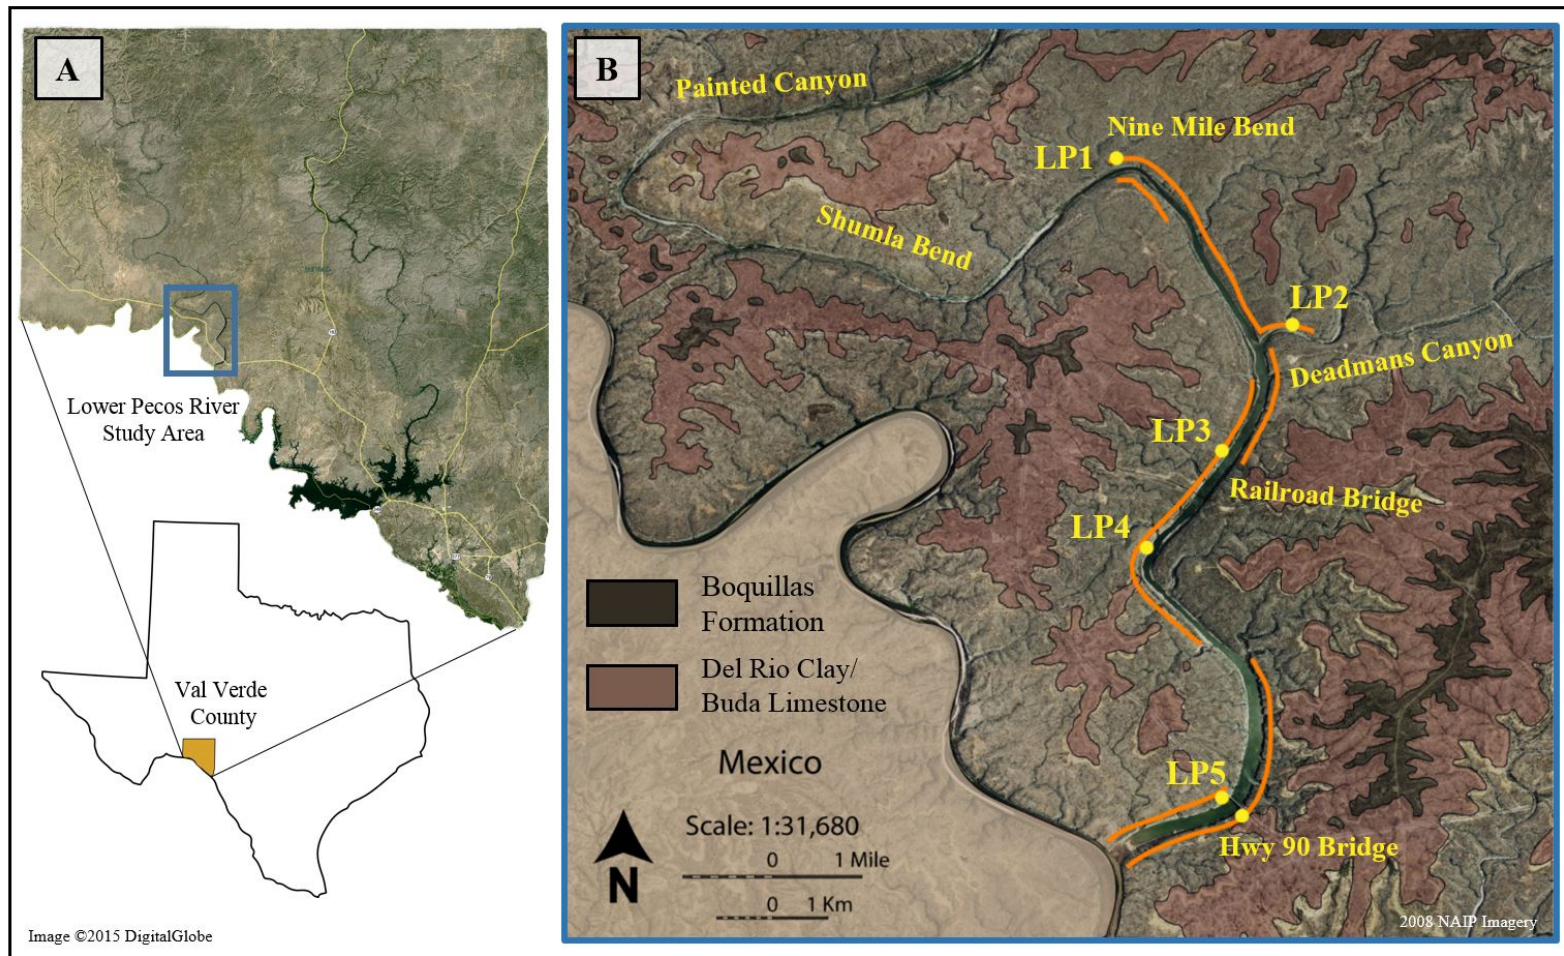 A
Lower Pecos River
Study Area
Val Verde
County
Image ©2015 DigitalGlobe
B
Painted Canyon
Nine Mile Bend
LP1
Shumla Bend
LP2
Deadmans Canyon
LP3
Railroad Bridge
LP4
Boquillas
Formation
Del Rio Clay/
Buda Limestone
Mexico
LP5
Scale: 1:31,680
0 1 Mile
Hwy 90 Bridge
N
0 1 Km
2008 NAIP Imagery